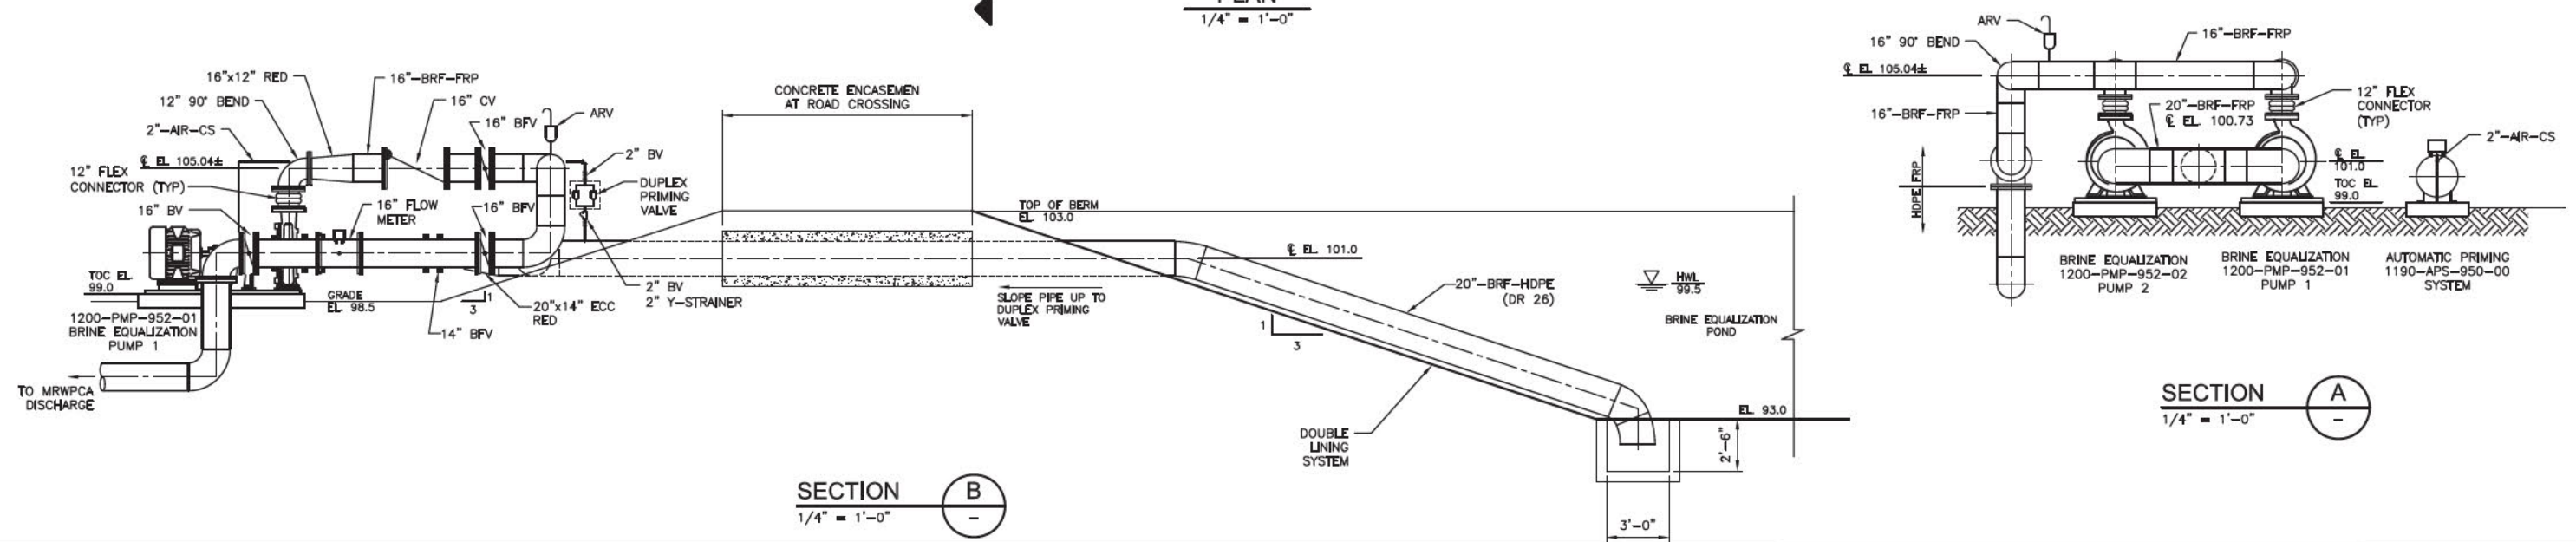 PLAN
1/4" = 1'-0"
16"x12" RED
12" 90° BEND
2"-AIR-CS
℄ EL 105.04±
12" FLEX
CONNECTOR (TYP)
16" BV
TOC EL.
99.0
1200-PMP-952-01
BRINE EQUALIZATION
PUMP 1
TO MRWPCA
DISCHARGE
16"-BRF-FRP
16" CV
16" BFV
ARV
2" BV
DUPLEX
PRIMING
VALVE
16" FLOW
METER
16" BFV
GRADE
EL. 98.5
1
3
14" BFV
20"x14" ECC
RED
2" BV
2" Y-STRAINER
CONCRETE ENCASEMEN
AT ROAD CROSSING
TOP OF BERM
EL. 103.0
SLOPE PIPE UP TO
DUPLEX PRIMING
VALVE
℄ EL. 101.0
20"-BRF-HDPE
(DR 26)
1
3
HWL
99.5
BRINE EQUALIZATION
POND
DOUBLE
LINING
SYSTEM
EL 93.0
2'-6"
3'-0"
SECTION
B
1/4" = 1'-0"
-
ARV
16" 90° BEND
℄ EL 105.04±
16"-BRF-FRP
16"-BRF-FRP
HDPE FRP
20"-BRF-FRP
℄ EL. 100.73
12" FLEX
CONNECTOR
(TYP)
2"-AIR-CS
℄ EL
101.0
TOC EL.
99.0
BRINE EQUALIZATION
1200-PMP-952-02
PUMP 2
BRINE EQUALIZATION
1200-PMP-952-01
PUMP 1
AUTOMATIC PRIMING
1190-APS-950-00
SYSTEM
SECTION
A
1/4" = 1'-0"
-